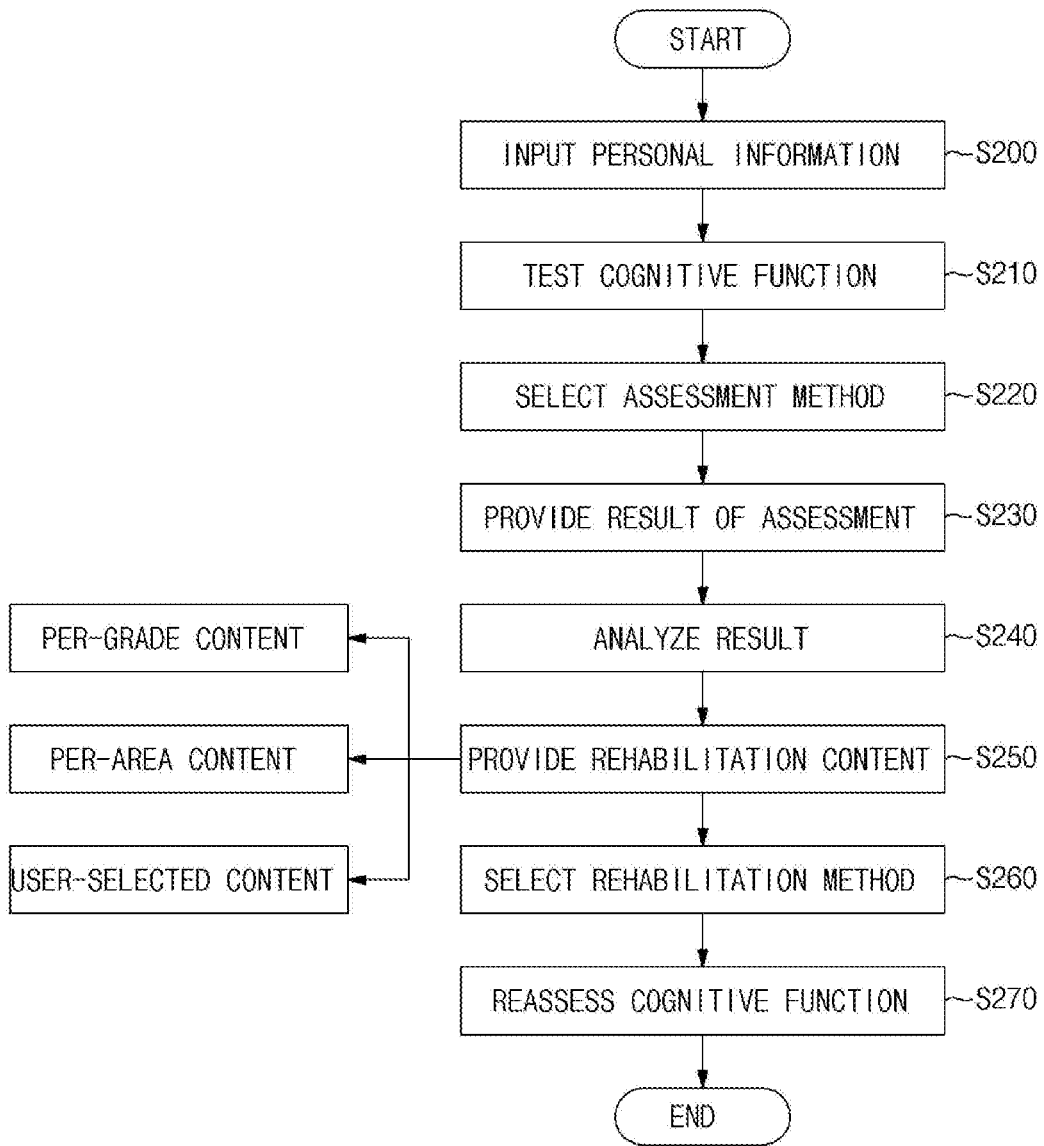 START
INPUT PERSONAL INFORMATION
S200
TEST COGNITIVE FUNCTION
S210
SELECT ASSESSMENT METHOD
S220
PROVIDE RESULT OF ASSESSMENT
S230
PER-GRADE CONTENT
ANALYZE RESULT
S240
PER-AREA CONTENT
PROVIDE REHABILITATION CONTENT
S250
USER-SELECTED CONTENT
SELECT REHABILITATION METHOD
S260
REASSESS COGNITIVE FUNCTION
S270
END